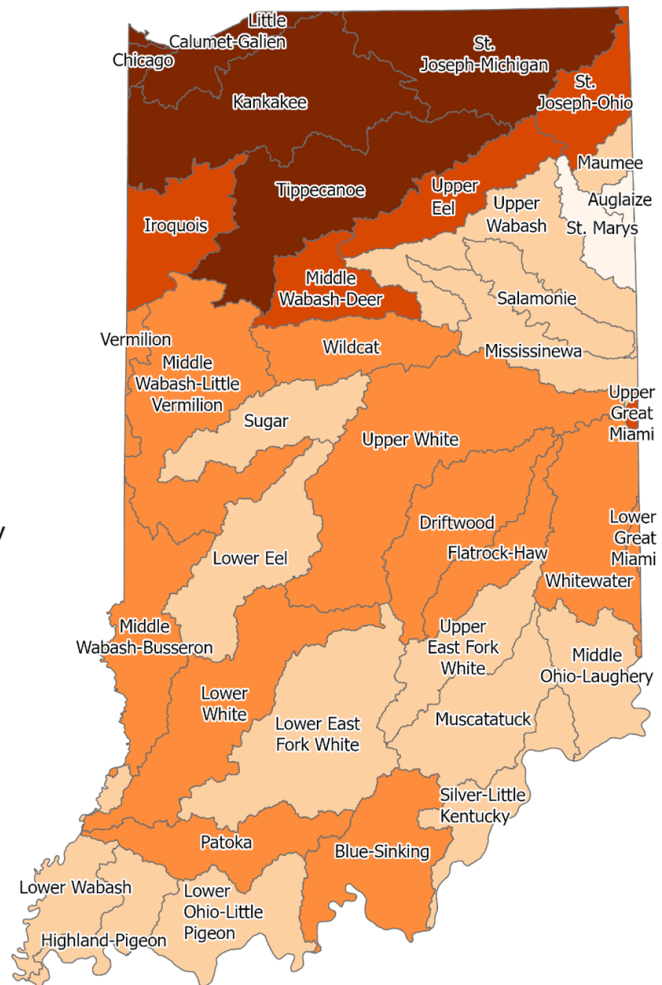 Little
Calumet-Galien
Chicago
St.
Joseph-Michigan
Kankakee
St.
Joseph-Ohio
Maumee
Tippecanoe
Upper
Eel
Auglaize
Upper
Wabash
St. Marys
Iroquois
Middle
Wabash-Deer
Salamonie
Vermilion
Wildcat
Mississinewa
Middle
Wabash-Little
Vermilion
Upper
Great
Miami
Sugar
Upper White
Driftwood
Lower
Great
Miami
Flatrock-Haw
Lower Eel
Whitewater
Middle
Wabash-Busseron
Upper
East Fork
White
Middle
Ohio-Laughery
Lower
White
Lower East
Fork White
Muscatatuck
Silver-Little
Kentucky
Patoka
Blue-Sinking
Lower Wabash
Lower
Ohio-Little
Pigeon
Highland-Pigeon